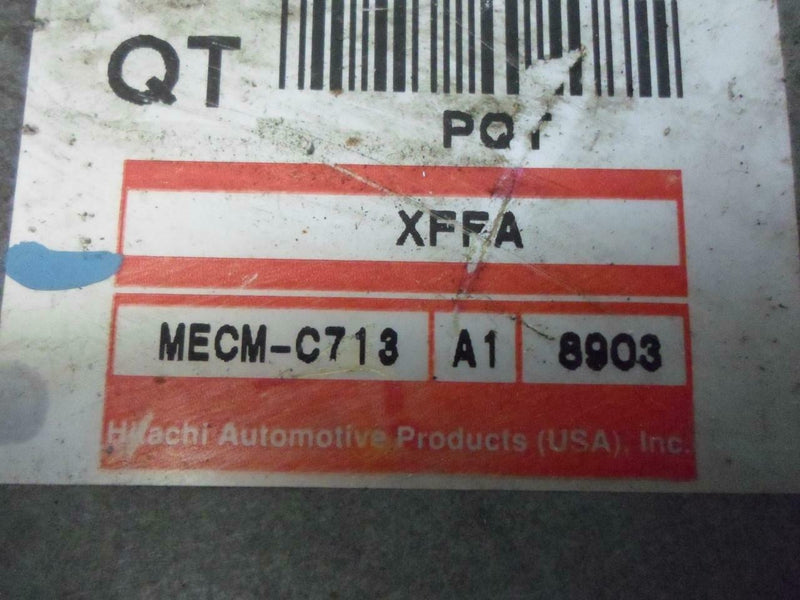 QT
PQT
XFFA
MECM-C713 A1 8903
Hitachi Automotive Products (USA), Inc.